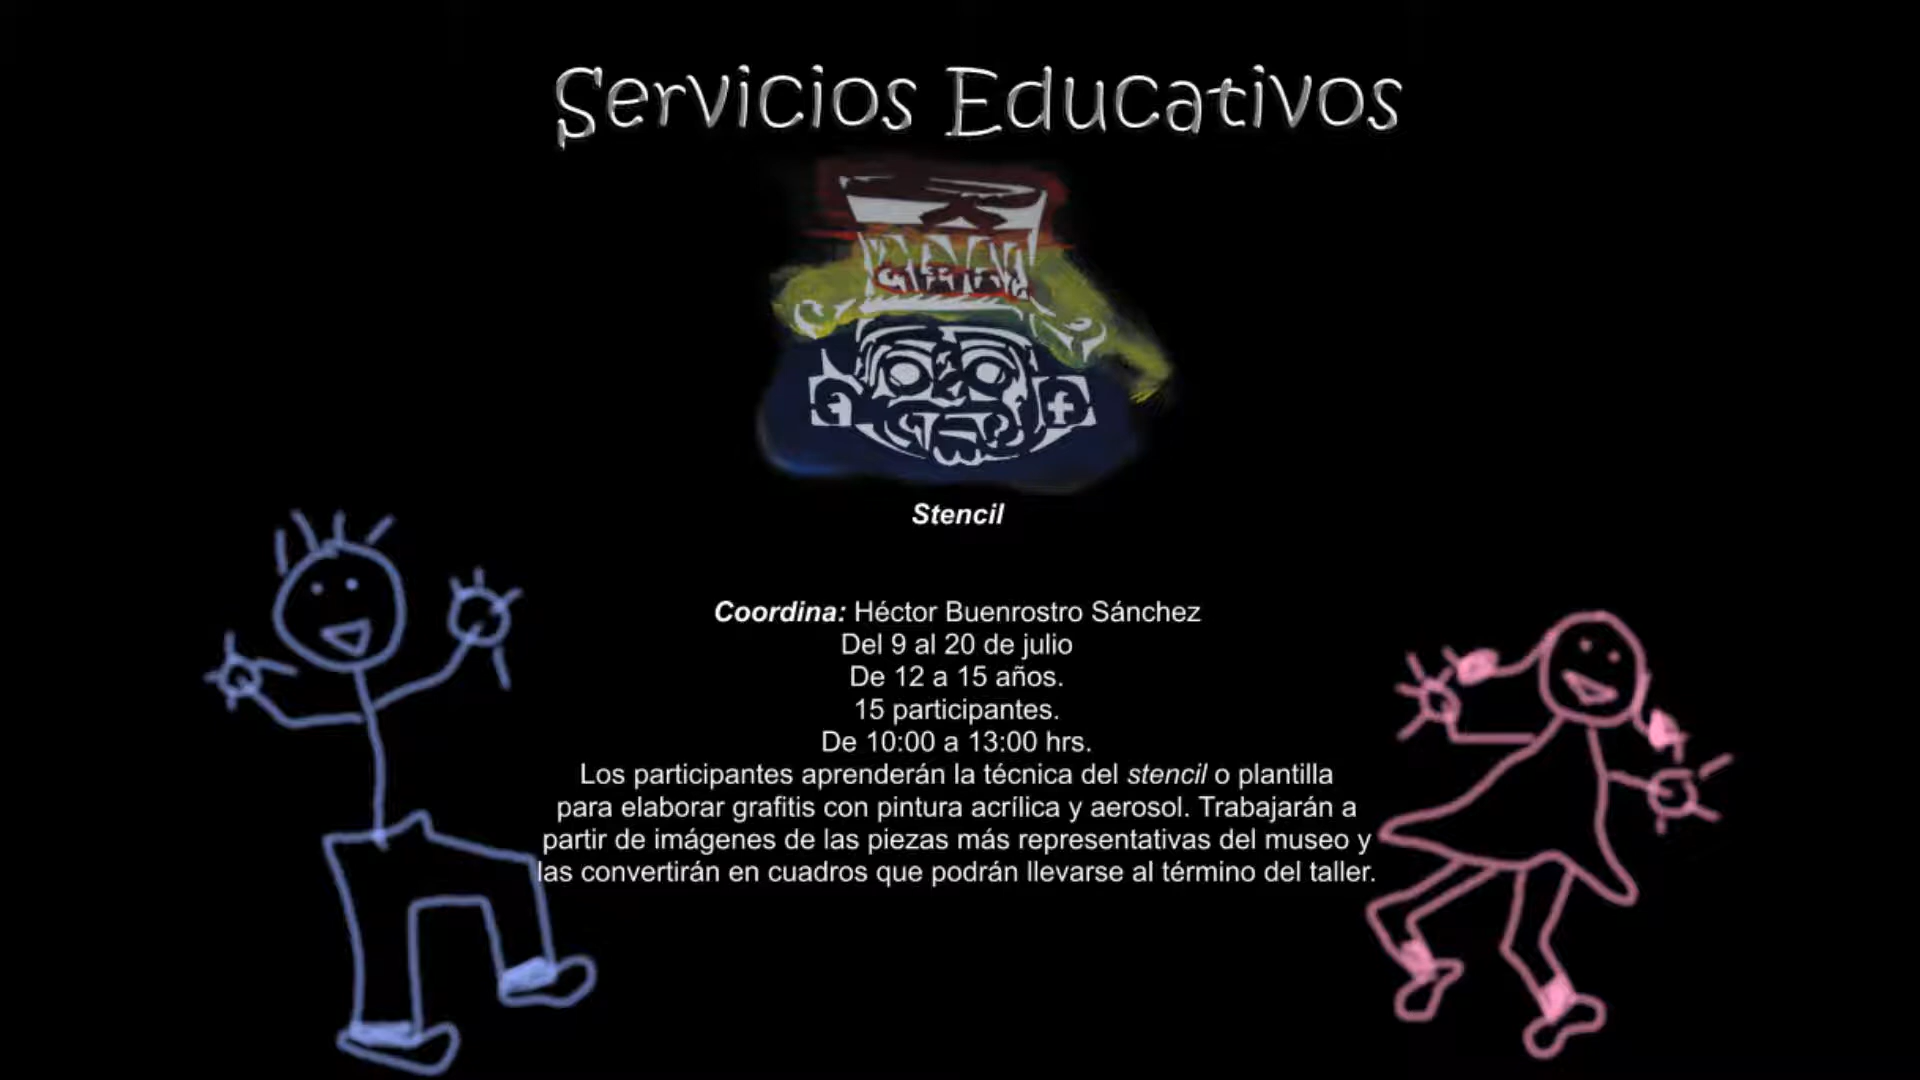 Servicios Educativos
Stencil
Coordina: Héctor Buenrostro Sánchez
Del 9 al 20 de julio
De 12 a 15 años.
15 participantes.
De 10:00 a 13:00 hrs.
Los participantes aprenderán la técnica del stencil o plantilla
para elaborar grafitis con pintura acrílica y aerosol. Trabajarán a
partir de imágenes de las piezas más representativas del museo y
las convertirán en cuadros que podrán llevarse al término del taller.